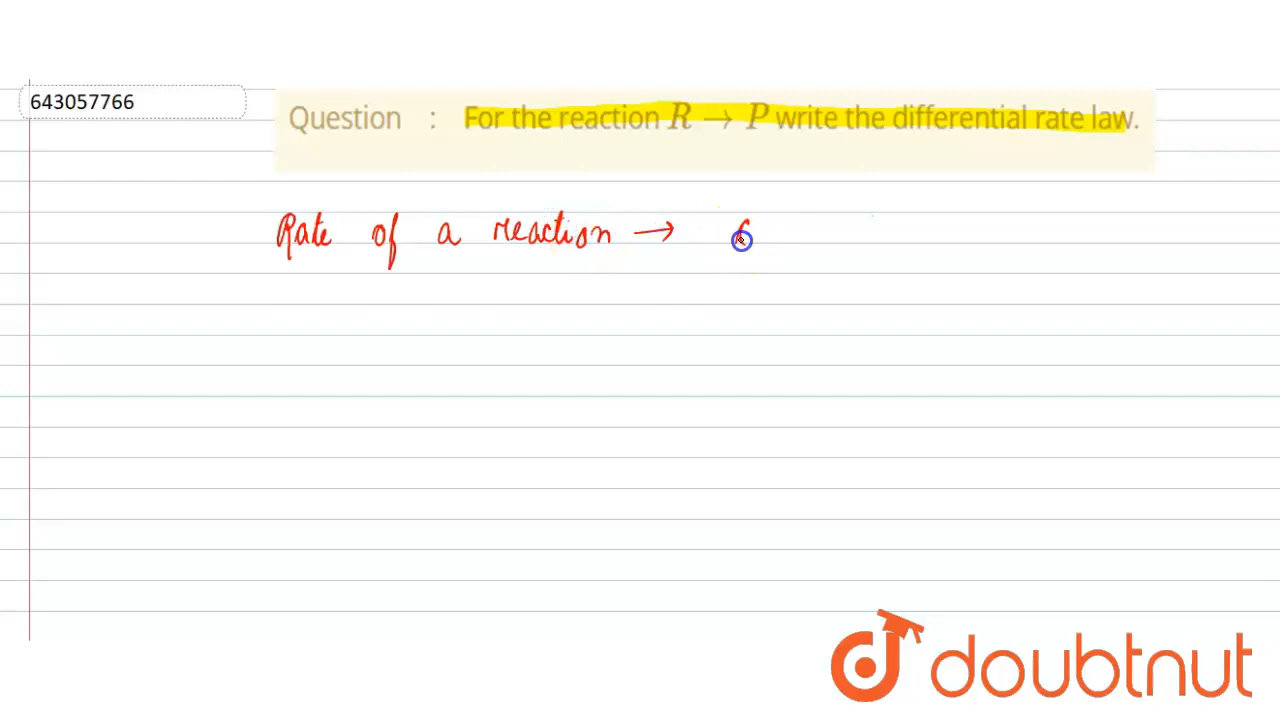 643057766
Question : For the reaction R → P write the differential rate law.
Rate of a reaction →
doubtnut